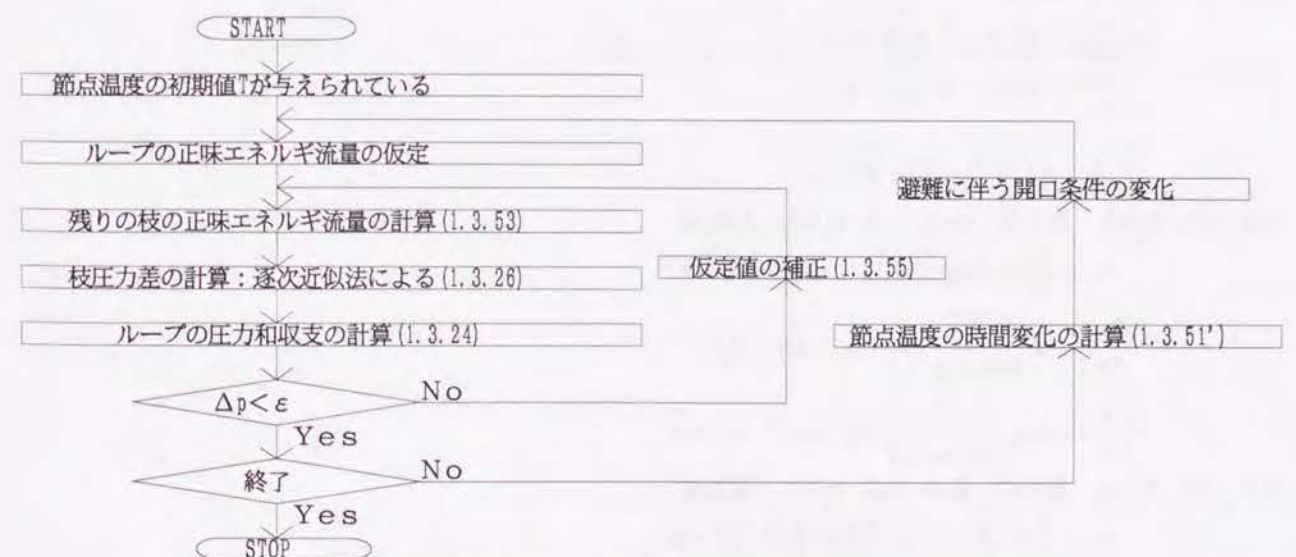 START
節点温度の初期値Tが与えられている
ループの正味エネルギ流量の仮定
避難に伴う開口条件の変化
残りの枝の正味エネルギ流量の計算(1.3.53)
仮定値の補正(1.3.55)
枝圧力差の計算:逐次近似法による(1.3.26)
ループの圧力和収支の計算(1.3.24)
節点温度の時間変化の計算(1.3.51')
Δp<ε
No
Yes
終了
No
Yes
STOP